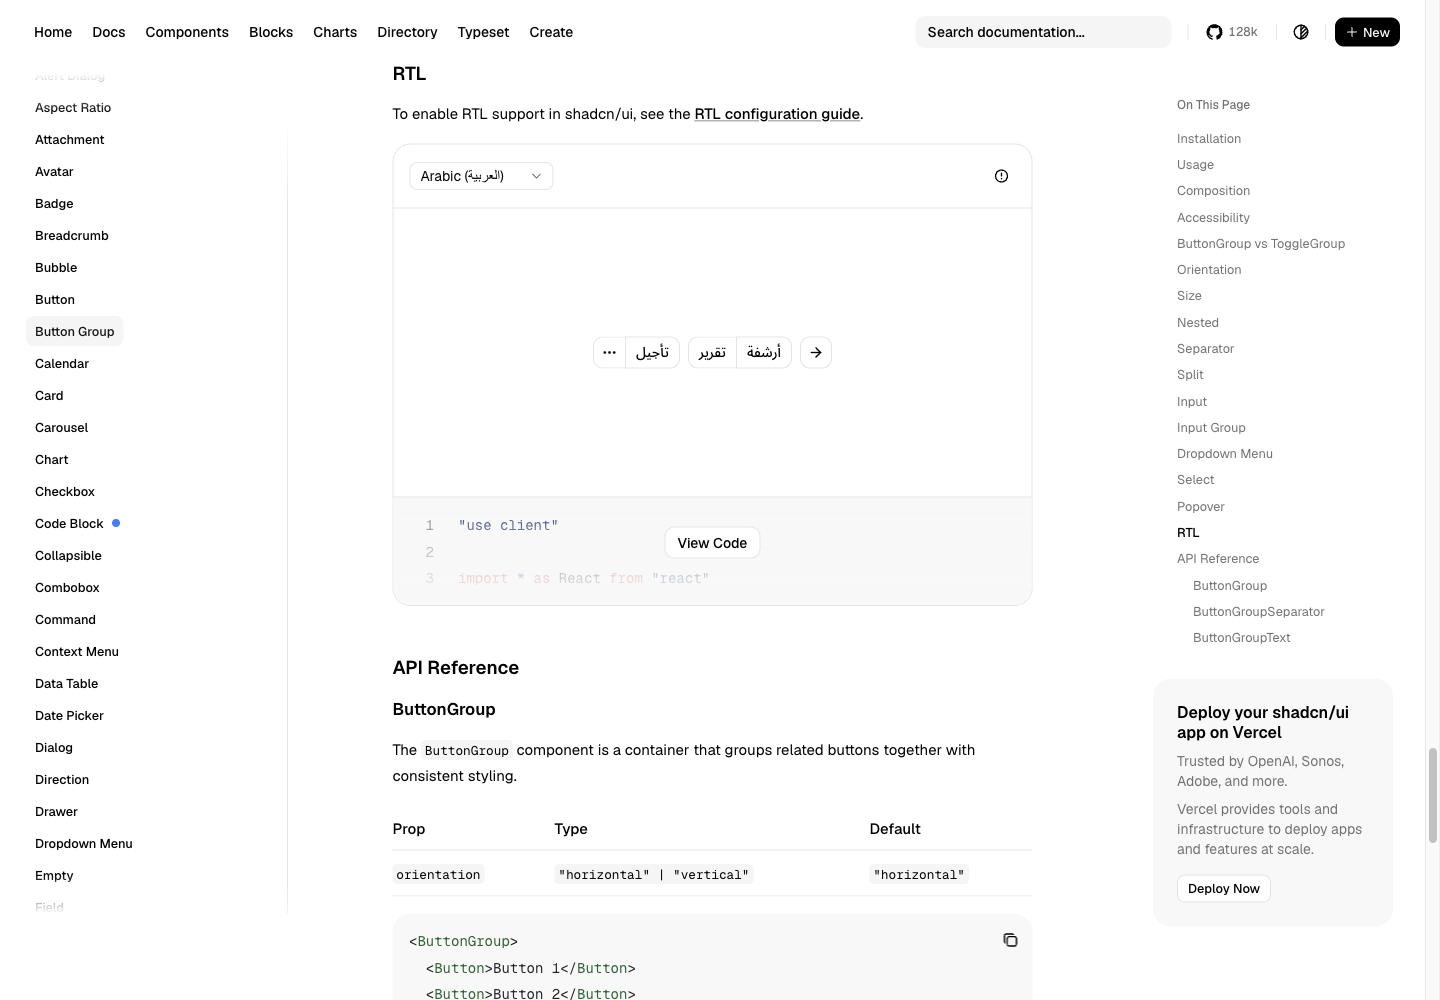 Home Docs Components Blocks Charts Directory Typeset Create Search documentation... 128k New
Alert Dialog
Aspect Ratio
Attachment
Avatar
Badge
Breadcrumb
Bubble
Button
Button Group
Calendar
Card
Carousel
Chart
Checkbox
Code Block
Collapsible
Combobox
Command
Context Menu
Data Table
Date Picker
Dialog
Direction
Drawer
Dropdown Menu
Empty
Field
RTL
To enable RTL support in shadcn/ui, see the RTL configuration guide.
Arabic (العربية)
أرشفة تقرير تأجيل
1 "use client"
2
3 import * as React from "react"
View Code
API Reference
ButtonGroup
The ButtonGroup component is a container that groups related buttons together with
consistent styling.
Prop Type Default
orientation "horizontal" | "vertical" "horizontal"
<ButtonGroup>
<Button>Button 1</Button>
<Button>Button 2</Button>
On This Page
Installation
Usage
Composition
Accessibility
ButtonGroup vs ToggleGroup
Orientation
Size
Nested
Separator
Split
Input
Input Group
Dropdown Menu
Select
Popover
RTL
API Reference
ButtonGroup
ButtonGroupSeparator
ButtonGroupText
Deploy your shadcn/ui
app on Vercel
Trusted by OpenAI, Sonos,
Adobe, and more.
Vercel provides tools and
infrastructure to deploy apps
and features at scale.
Deploy Now